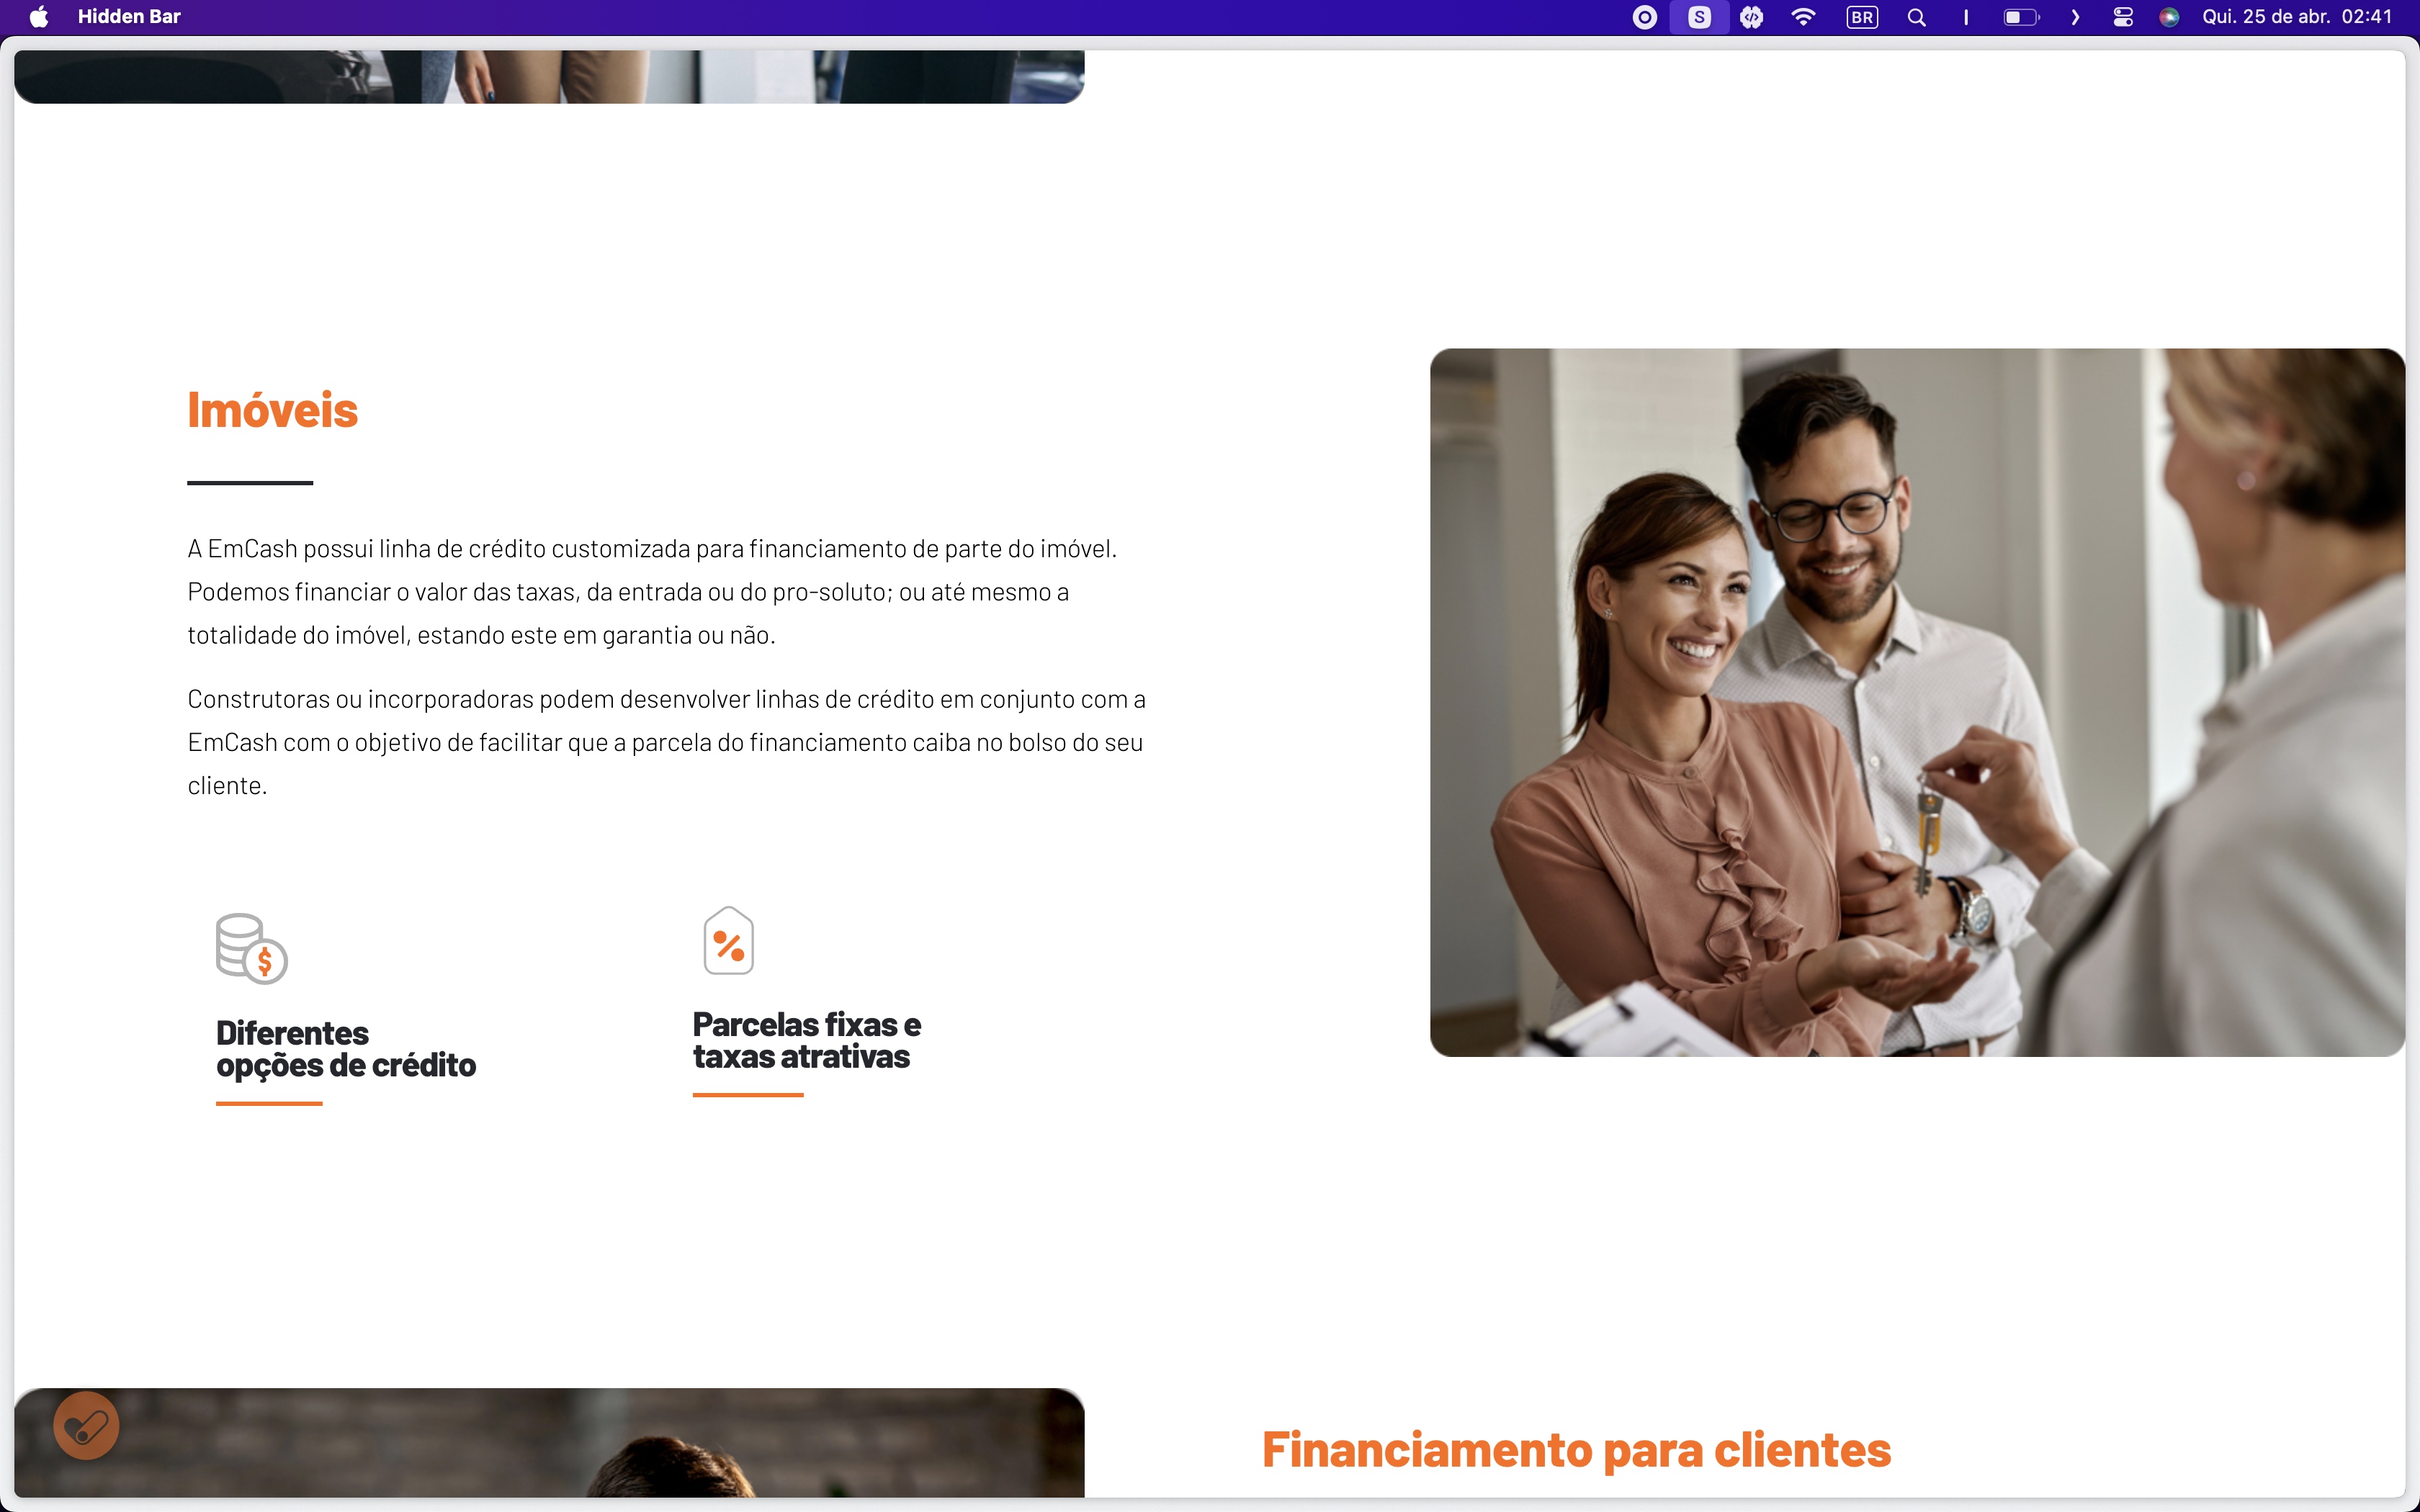 Hidden Bar
S
BR
Qui. 25 de abr. 02:41
Imóveis
A EmCash possui linha de crédito customizada para financiamento de parte do imóvel.
Podemos financiar o valor das taxas, da entrada ou do pro-soluto; ou até mesmo a
totalidade do imóvel, estando este em garantia ou não.
Construtoras ou incorporadoras podem desenvolver linhas de crédito em conjunto com a
EmCash com o objetivo de facilitar que a parcela do financiamento caiba no bolso do seu
cliente.
$
%
Diferentes
opções de crédito
Parcelas fixas e
taxas atrativas
Financiamento para clientes